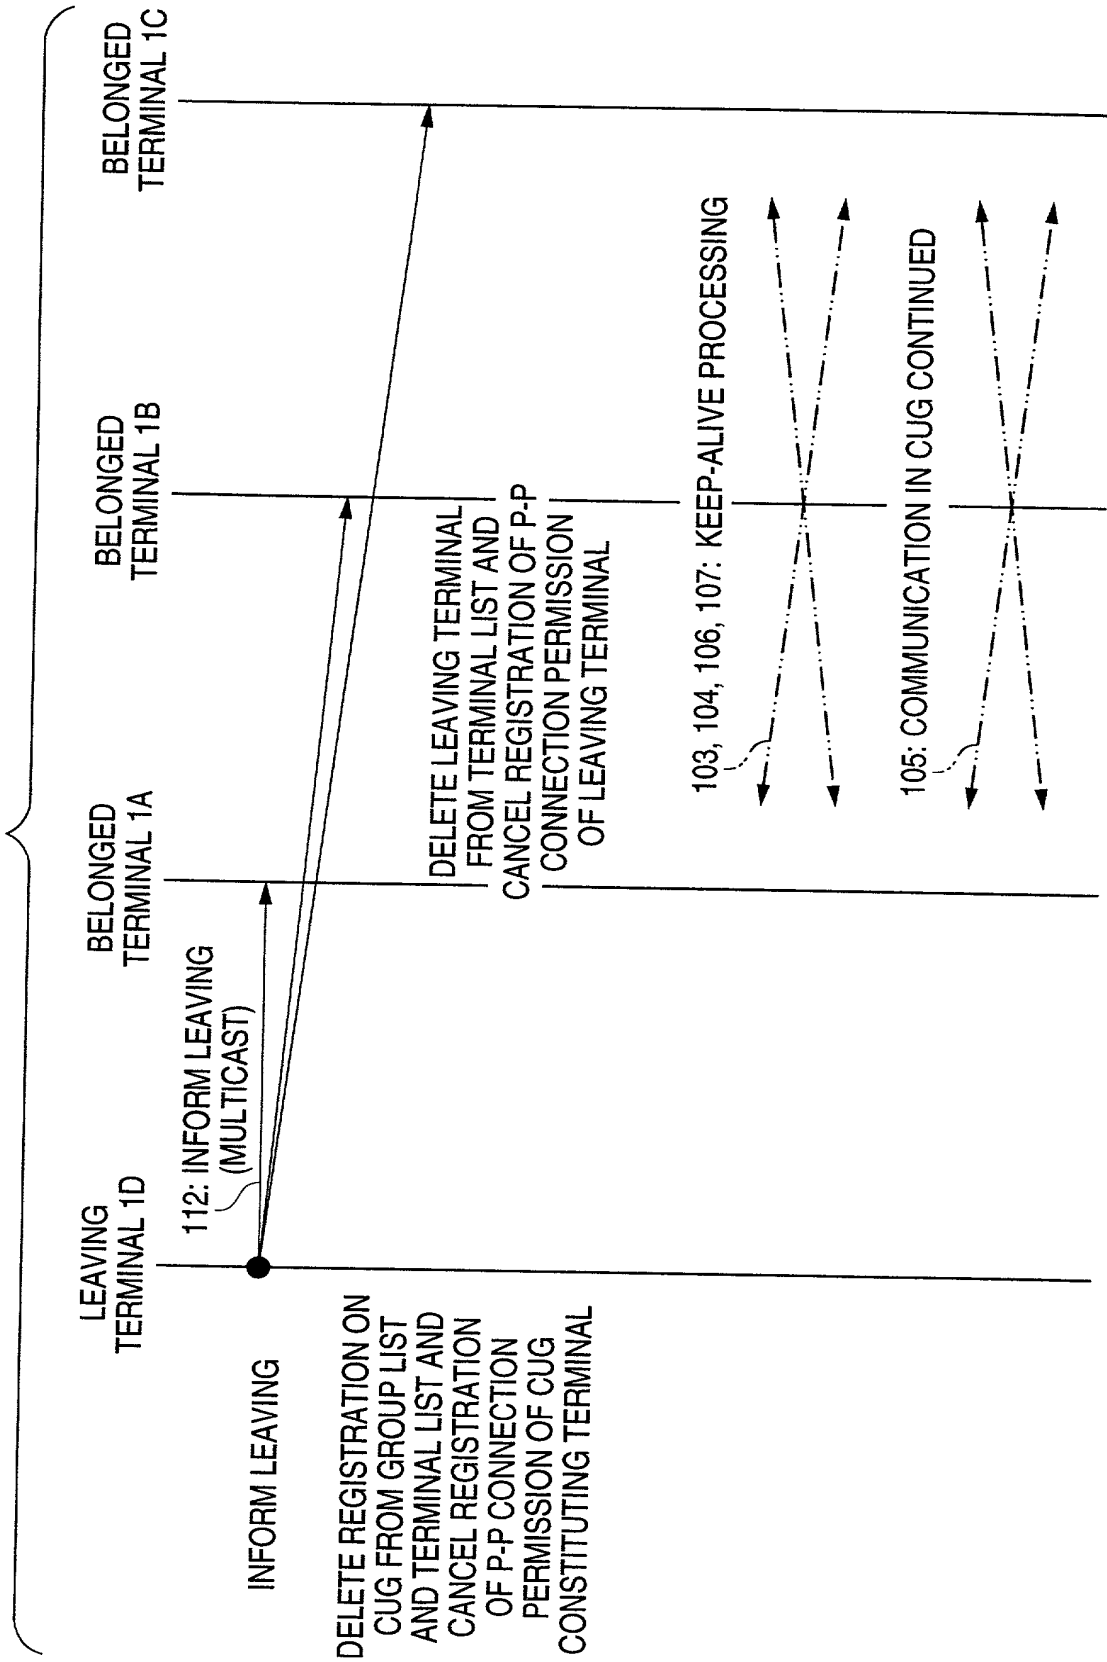 LEAVING
TERMINAL 1D
BELONGED
TERMINAL 1A
BELONGED
TERMINAL 1B
BELONGED
TERMINAL 1C
INFORM LEAVING
112: INFORM LEAVING
(MULTICAST)
DELETE REGISTRATION ON
CUG FROM GROUP LIST
AND TERMINAL LIST AND
CANCEL REGISTRATION
OF P-P CONNECTION
PERMISSION OF CUG
CONSTITUTING TERMINAL
DELETE LEAVING TERMINAL
FROM TERMINAL LIST AND
CANCEL REGISTRATION OF P-P
CONNECTION PERMISSION
OF LEAVING TERMINAL
103, 104, 106, 107: KEEP-ALIVE PROCESSING
105: COMMUNICATION IN CUG CONTINUED